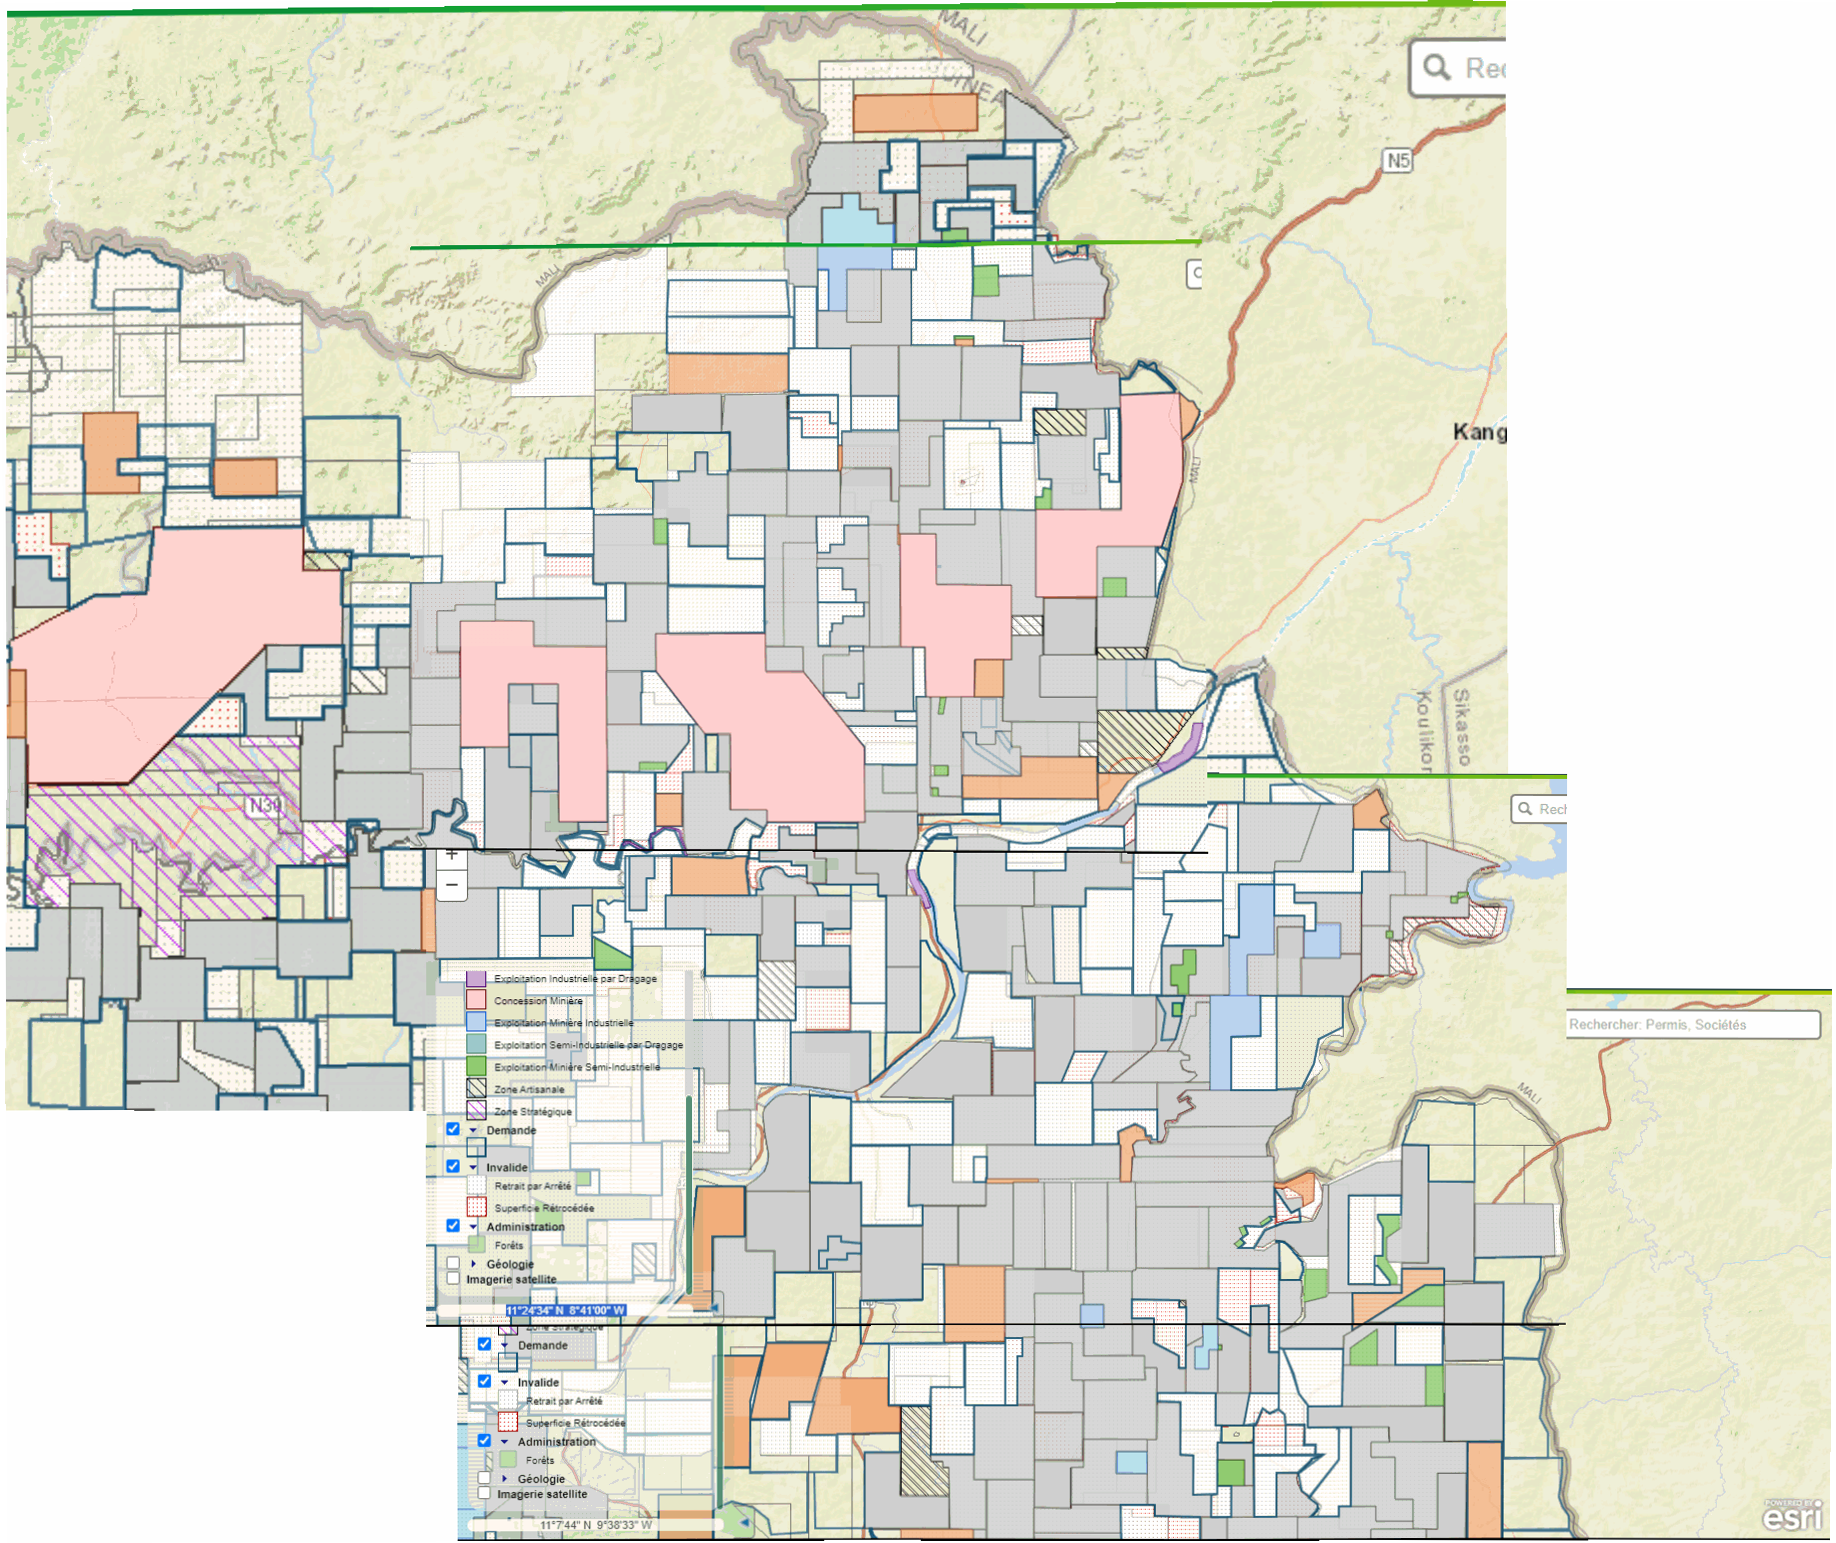 MALI
GUINEA
Rec
N5
MALI
Kang
MALI
Sikasso
Koulikor
N30
Rech
+
−
Exploitation Industrielle par Dragage
Concession Minière
Exploitation Minière Industrielle
Exploitation Semi-Industrielle par Dragage
Exploitation Minière Semi-Industrielle
Zone Artisanale
Zone Stratégique
Demande
Invalide
Retrait par Arrêté
Superficie Rétrocédée
Administration
Forêts
Géologie
Imagerie satellite
11°24'34" N 8°41'00" W
Rechercher: Permis, Sociétés
MALI
Zone Stratégique
Demande
Invalide
Retrait par Arrêté
Superficie Rétrocédée
Administration
Forêts
Géologie
Imagerie satellite
11°7'44" N 9°38'33" W
POWERED BY
esri